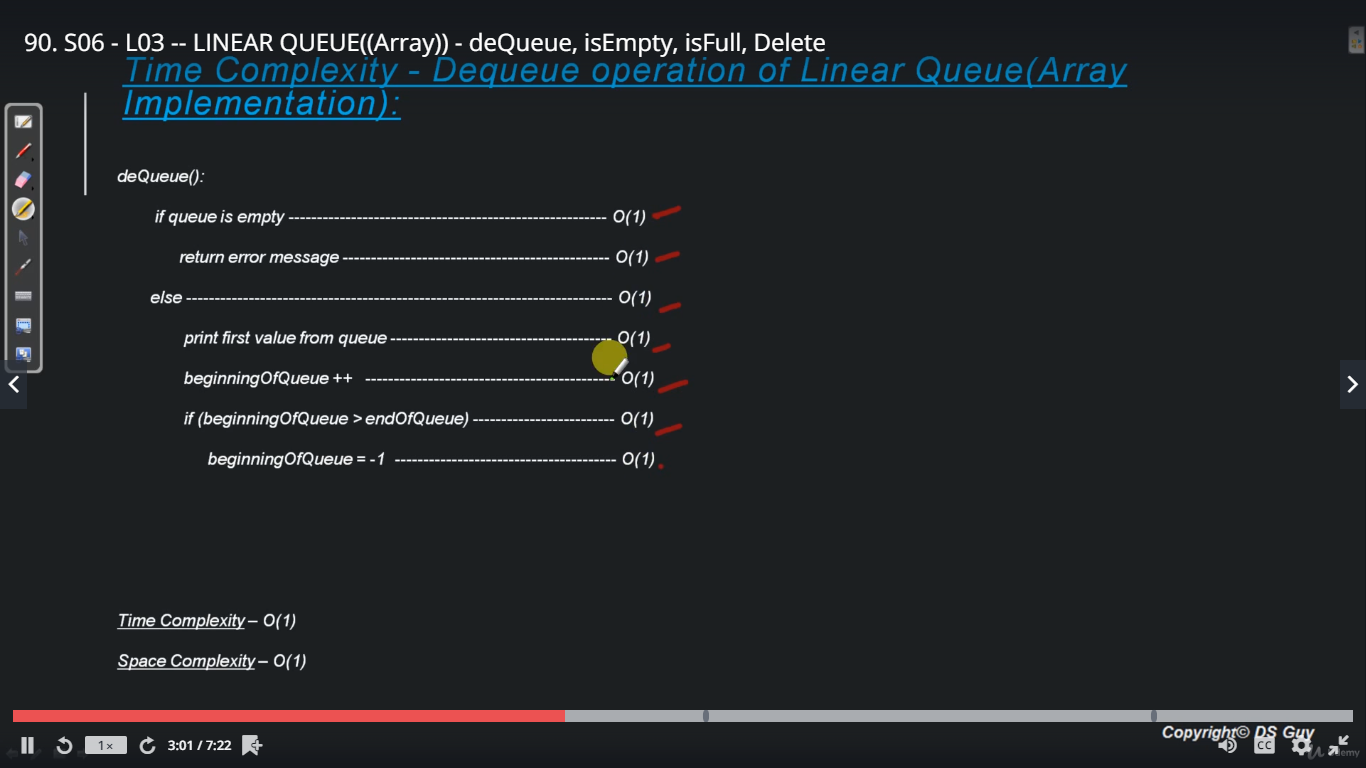 90. S06 - L03 -- LINEAR QUEUE((Array)) - deQueue, isEmpty, isFull, Delete
Time Complexity - Dequeue operation of Linear Queue(Array
Implementation):
deQueue():
if queue is empty -------------------------------------------------------- O(1)
return error message ----------------------------------------------- O(1)
else --------------------------------------------------------------------------- O(1)
print first value from queue --------------------------------------- O(1)
beginningOfQueue ++ -------------------------------------------- O(1)
if (beginningOfQueue > endOfQueue) ------------------------- O(1)
beginningOfQueue = -1 --------------------------------------- O(1)
Time Complexity – O(1)
Space Complexity – O(1)
Copyright© DS Guy
1x
3:01 / 7:22
CC